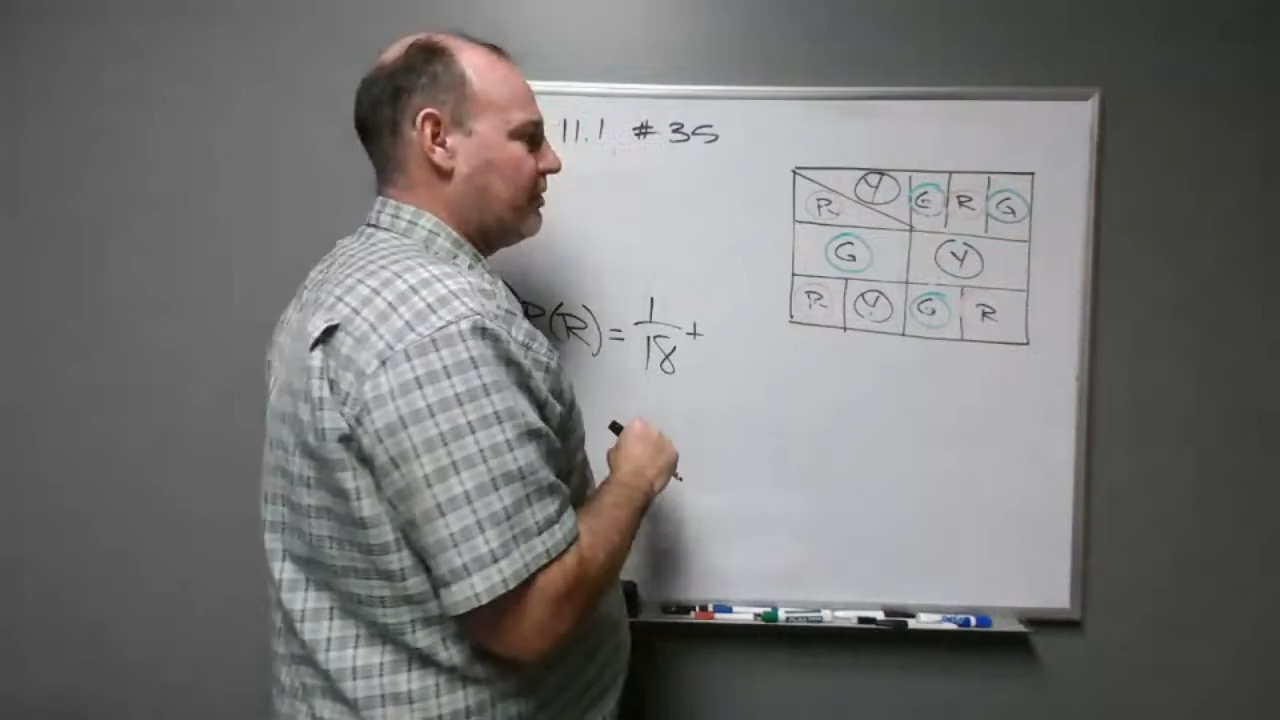 11.1 #35
Y
R G R G
G Y
R Y G R
P(R) = 1/18 +